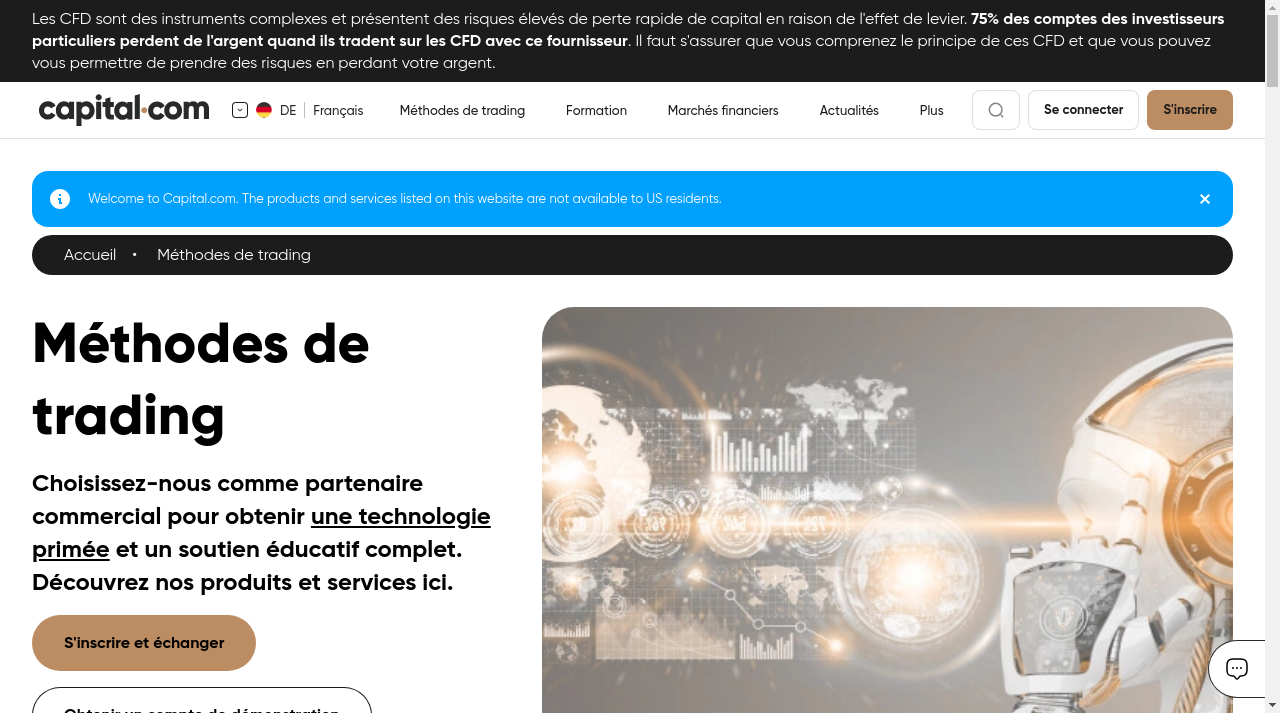 Les CFD sont des instruments complexes et présentent des risques élevés de perte rapide de capital en raison de l'effet de levier. 75% des comptes des investisseurs
particuliers perdent de l'argent quand ils tradent sur les CFD avec ce fournisseur. Il faut s'assurer que vous comprenez le principe de ces CFD et que vous pouvez
vous permettre de prendre des risques en perdant votre argent.
capital.com DE Français Méthodes de trading Formation Marchés financiers Actualités Plus Se connecter S'inscrire
Welcome to Capital.com. The products and services listed on this website are not available to US residents.
Accueil • Méthodes de trading
Méthodes de
trading
Choisissez-nous comme partenaire
commercial pour obtenir une technologie
primée et un soutien éducatif complet.
Découvrez nos produits et services ici.
S'inscrire et échanger
Obtenir un compte de démonstration